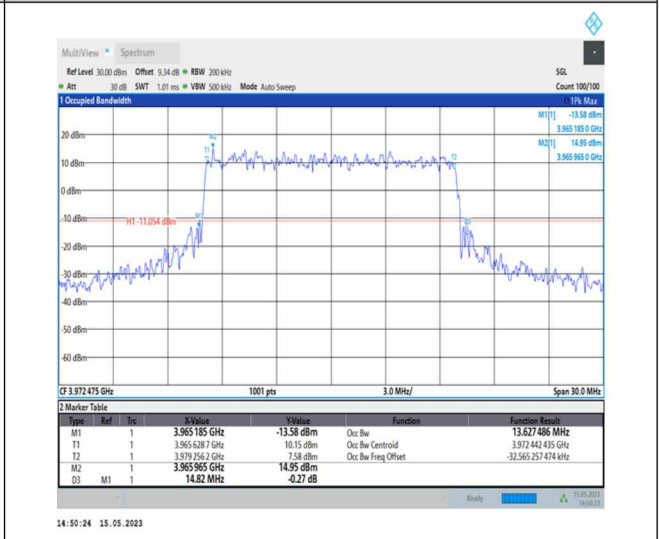 MultiView Spectrum
Ref Level 30.00 dBm Offset 9.34 dB RBW 200 kHz SGL
Att 30 dB SWT 1.01 ms VBW 500 kHz Mode Auto Sweep Count 100/100
1 Occupied Bandwidth 1Pk Max
M1[1] -13.58 dBm
3.965 185 0 GHz
M2[1] 14.95 dBm
3.965 965 0 GHz
20 dBm
M2
T1
T2
10 dBm
0 dBm
-10 dBm
M1
D3
H1 -11.054 dBm
-20 dBm
-30 dBm
-40 dBm
-50 dBm
-60 dBm
CF 3.972 475 GHz 1001 pts 3.0 MHz/ Span 30.0 MHz
2 Marker Table
Type Ref Trc X-Value Y-Value Function Function Result
M1 1 3.965 185 GHz -13.58 dBm Occ Bw 13.627 486 MHz
T1 1 3.965 628 7 GHz 10.15 dBm Occ Bw Centroid 3.972 442 435 GHz
T2 1 3.979 256 2 GHz 7.58 dBm Occ Bw Freq Offset -32.565 257 474 kHz
M2 1 3.965 965 GHz 14.95 dBm
D3 M1 1 14.82 MHz -0.27 dB
Ready 15.05.2023
14:50:23
14:50:24 15.05.2023